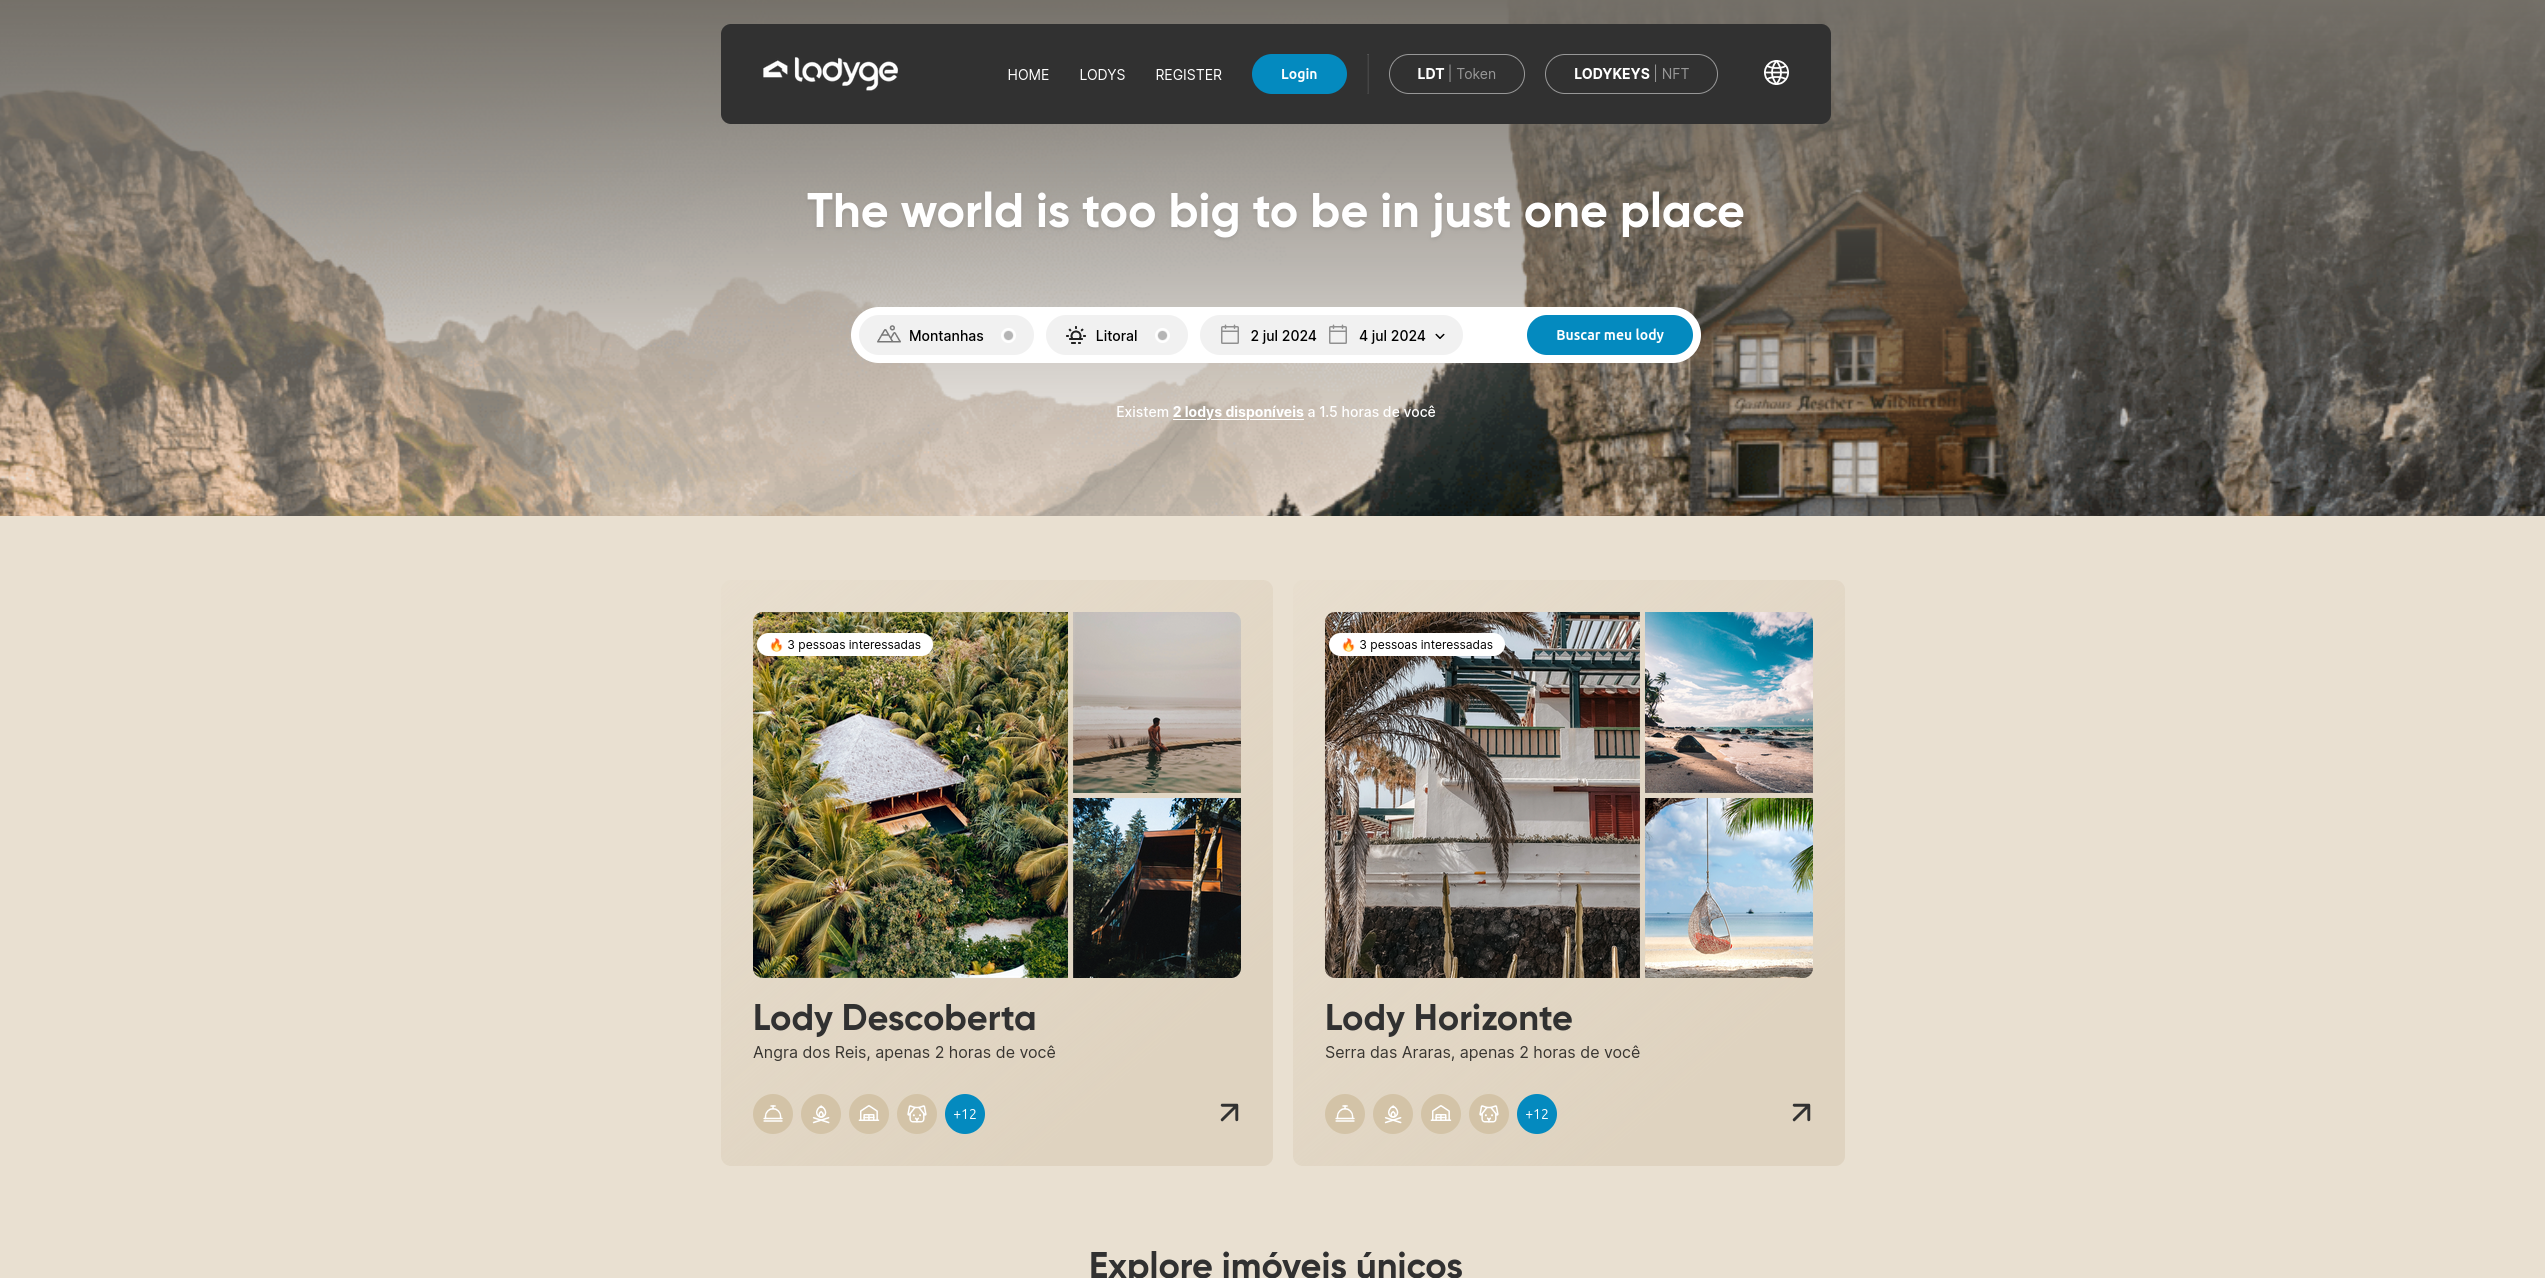 lodyge
HOME LODYS REGISTER Login LDT | Token LODYKEYS | NFT
The world is too big to be in just one place
Montanhas Litoral 2 jul 2024 4 jul 2024 Buscar meu lody
Existem 2 lodys disponíveis a 1.5 horas de você
Gasthaus Aescher - Wildkirchli
🔥 3 pessoas interessadas
Lody Descoberta
Angra dos Reis, apenas 2 horas de você
+12
🔥 3 pessoas interessadas
Lody Horizonte
Serra das Araras, apenas 2 horas de você
+12
Explore imóveis únicos